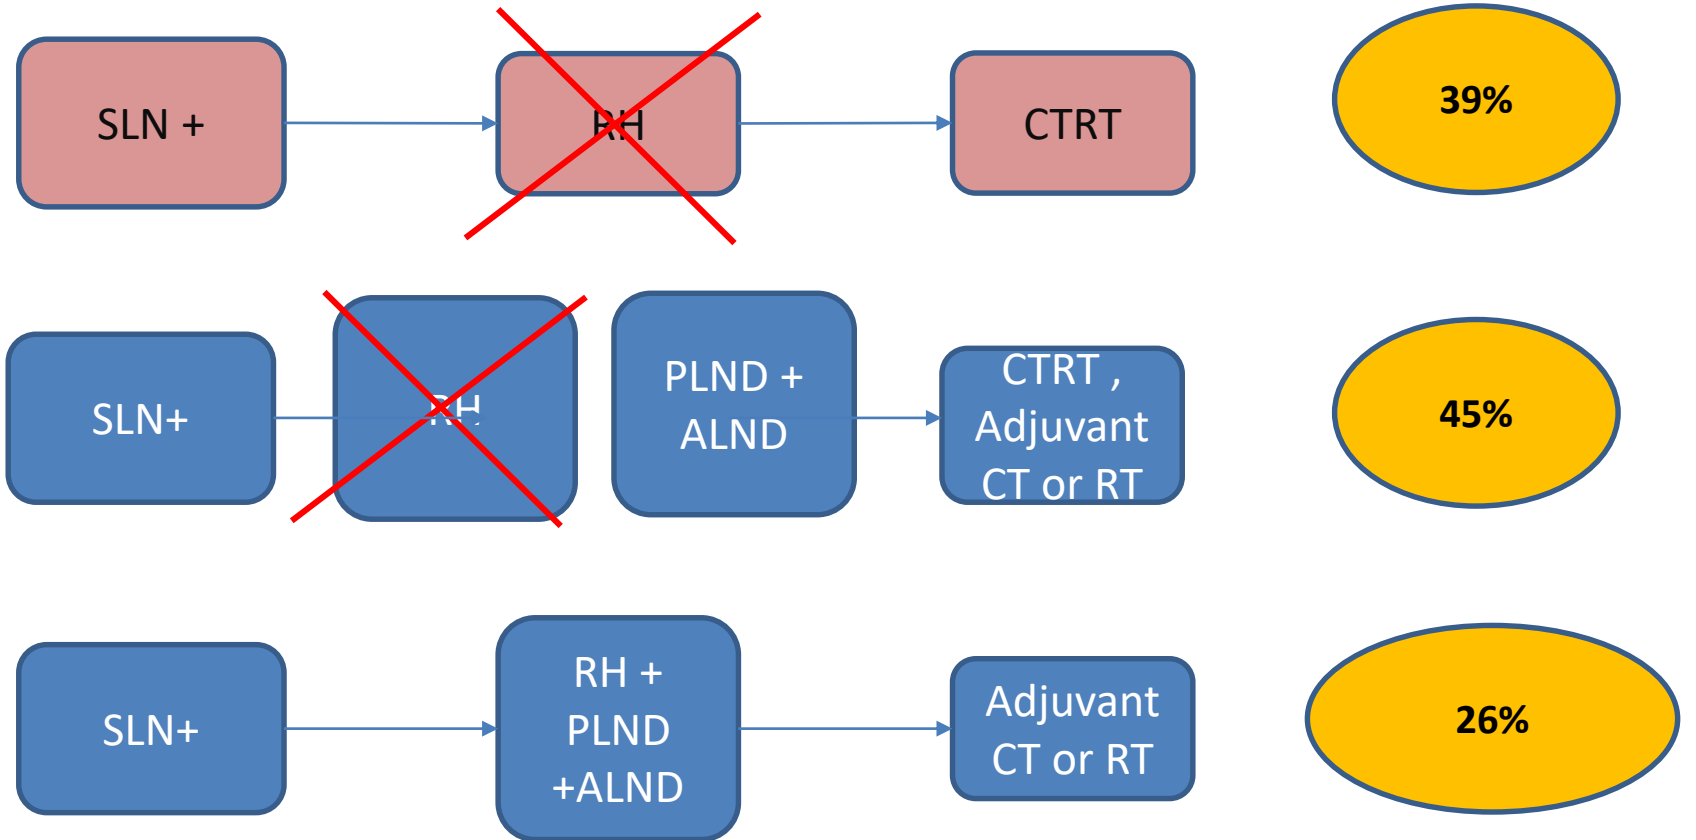 SLN +
RH
CTRT
39%
SLN+
RH
PLND +
ALND
CTRT ,
Adjuvant
CT or RT
45%
SLN+
RH +
PLND
+ALND
Adjuvant
CT or RT
26%